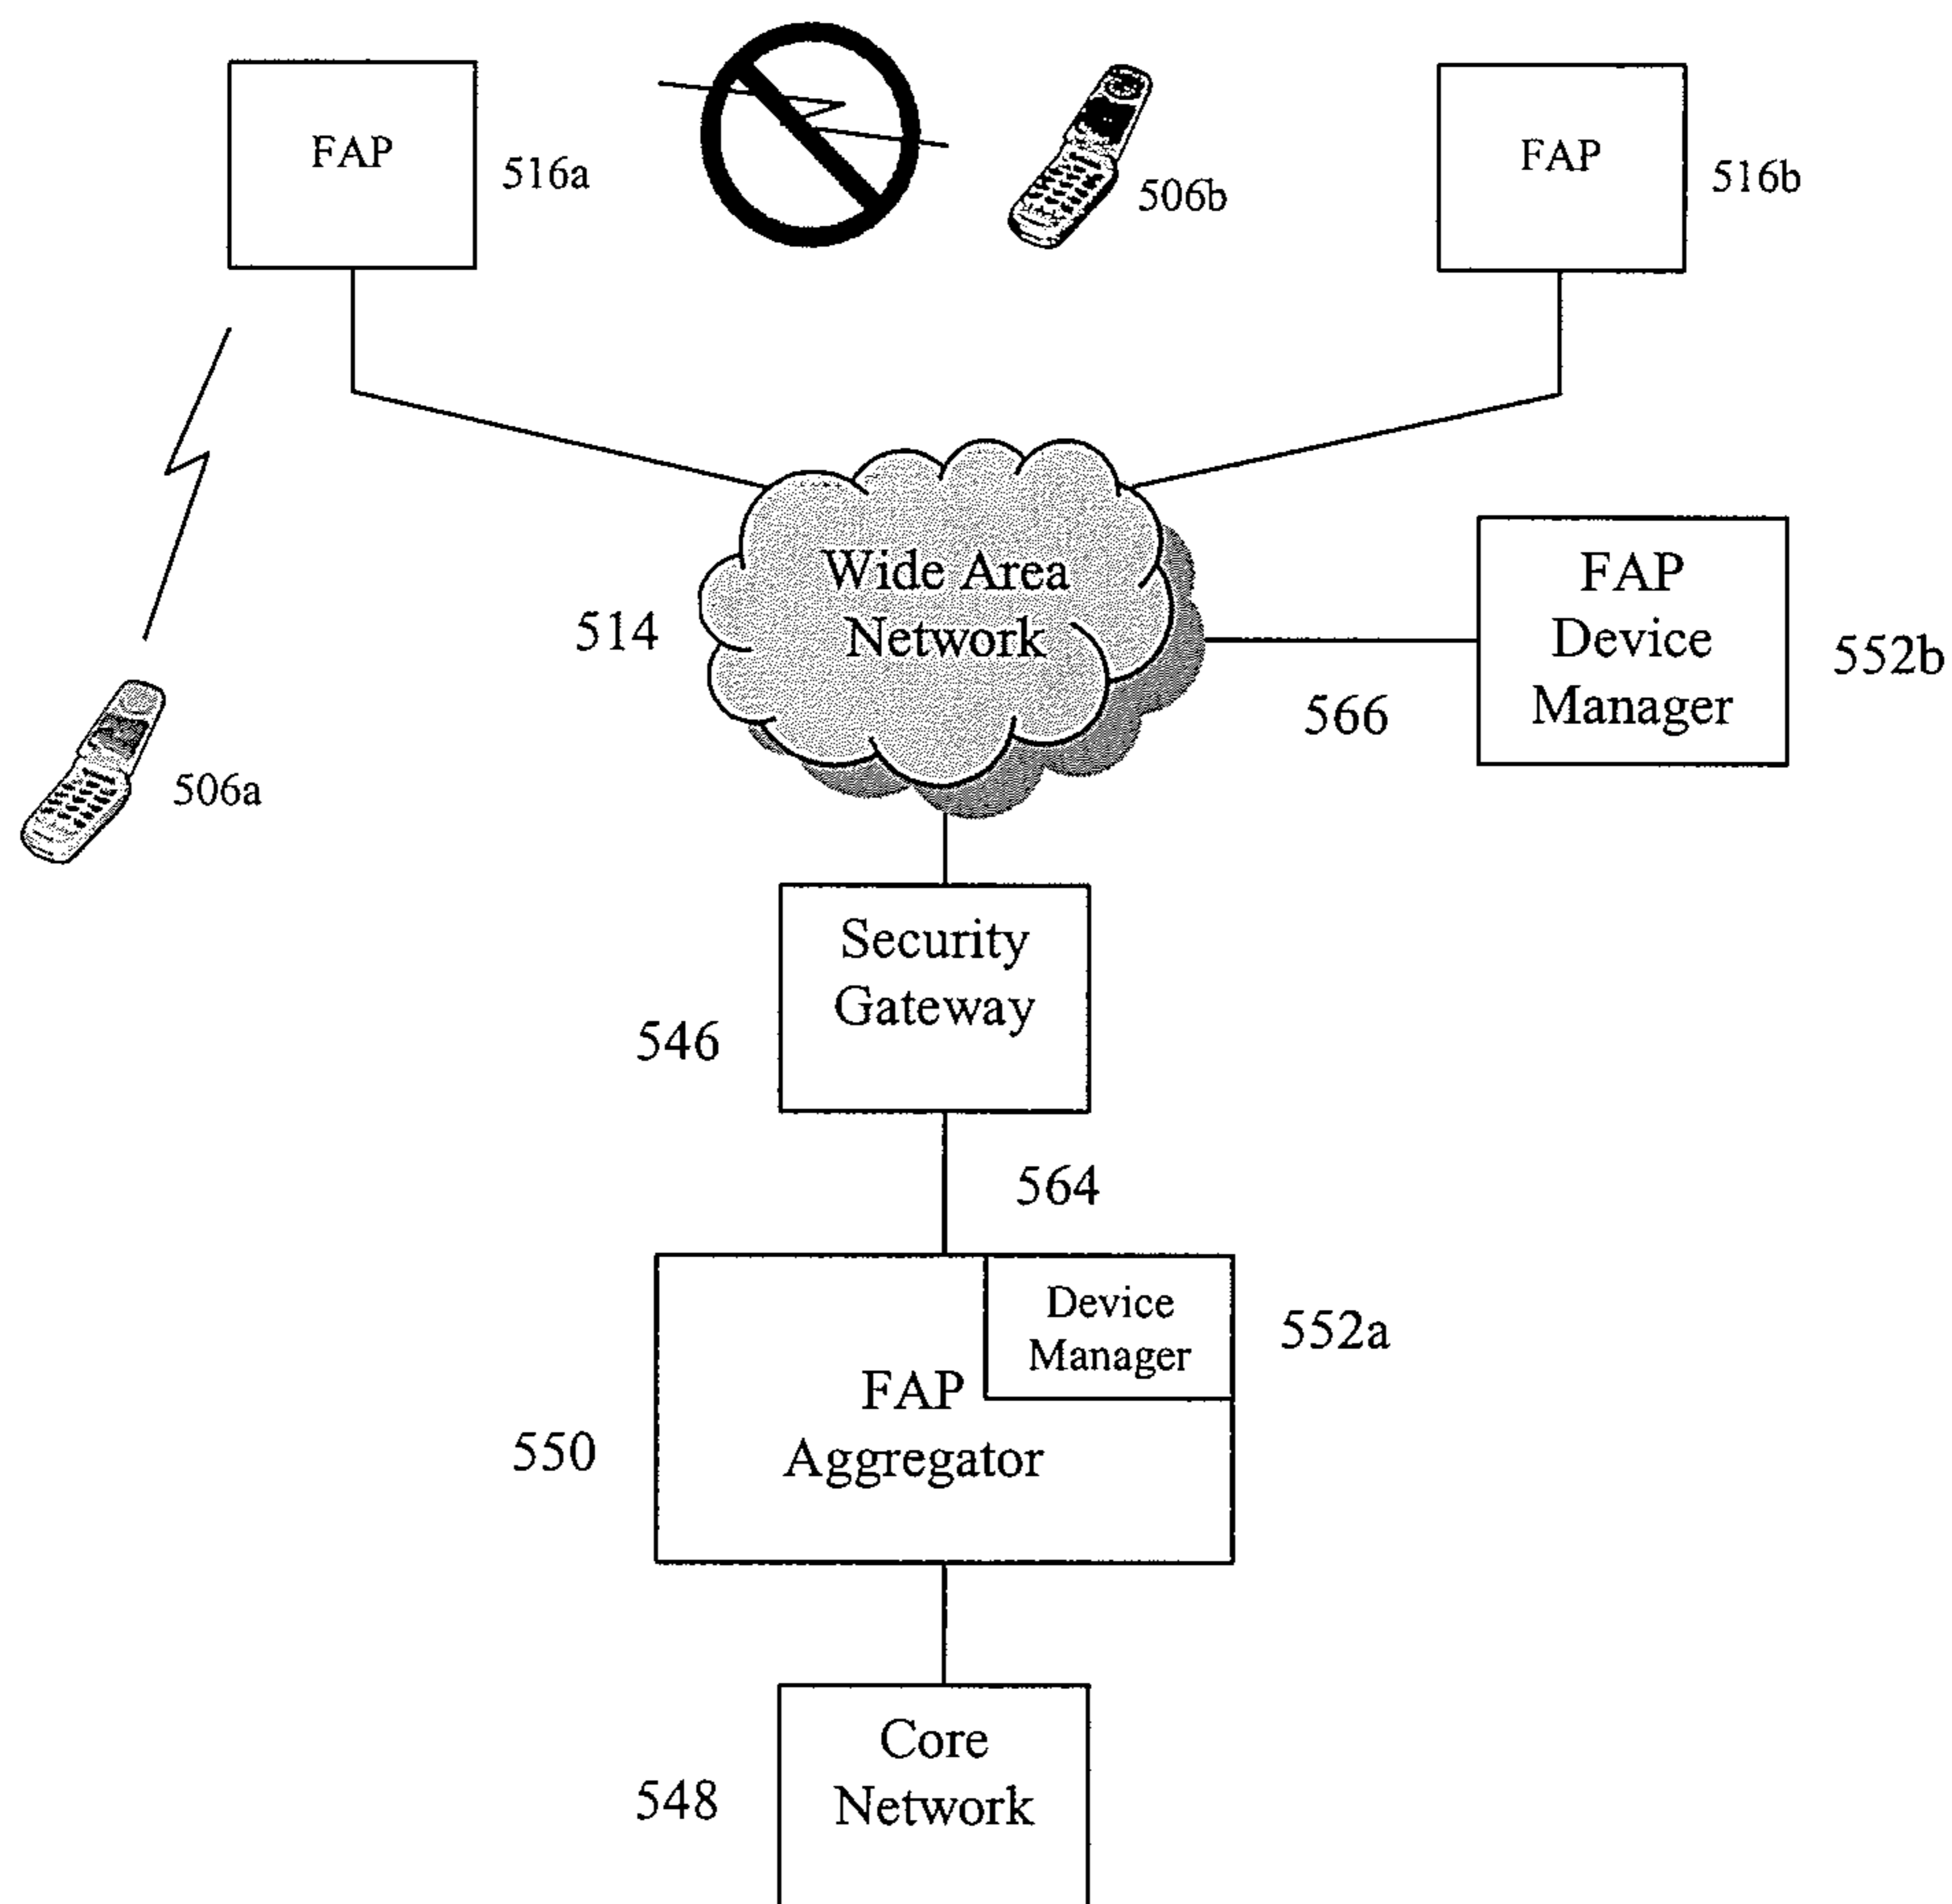 FAP
516a
506b
FAP
516b
Wide Area
Network
514
FAP
Device
Manager
552b
566
506a
Security
Gateway
546
564
Device
Manager
552a
FAP
Aggregator
550
Core
Network
548